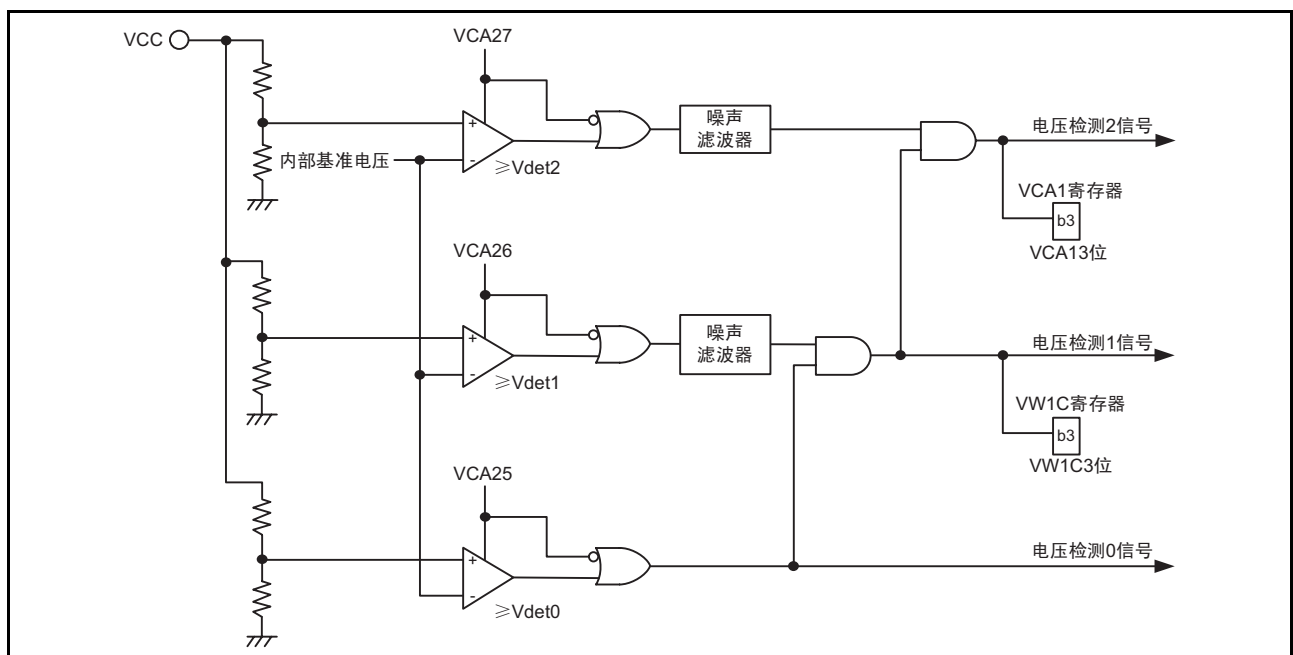 VCC
VCA27
+
-
内部基准电压
≥Vdet2
噪声
滤波器
电压检测2信号
VCA1寄存器
b3
VCA13位
VCA26
+
-
≥Vdet1
噪声
滤波器
电压检测1信号
VW1C寄存器
b3
VW1C3位
VCA25
+
-
≥Vdet0
电压检测0信号